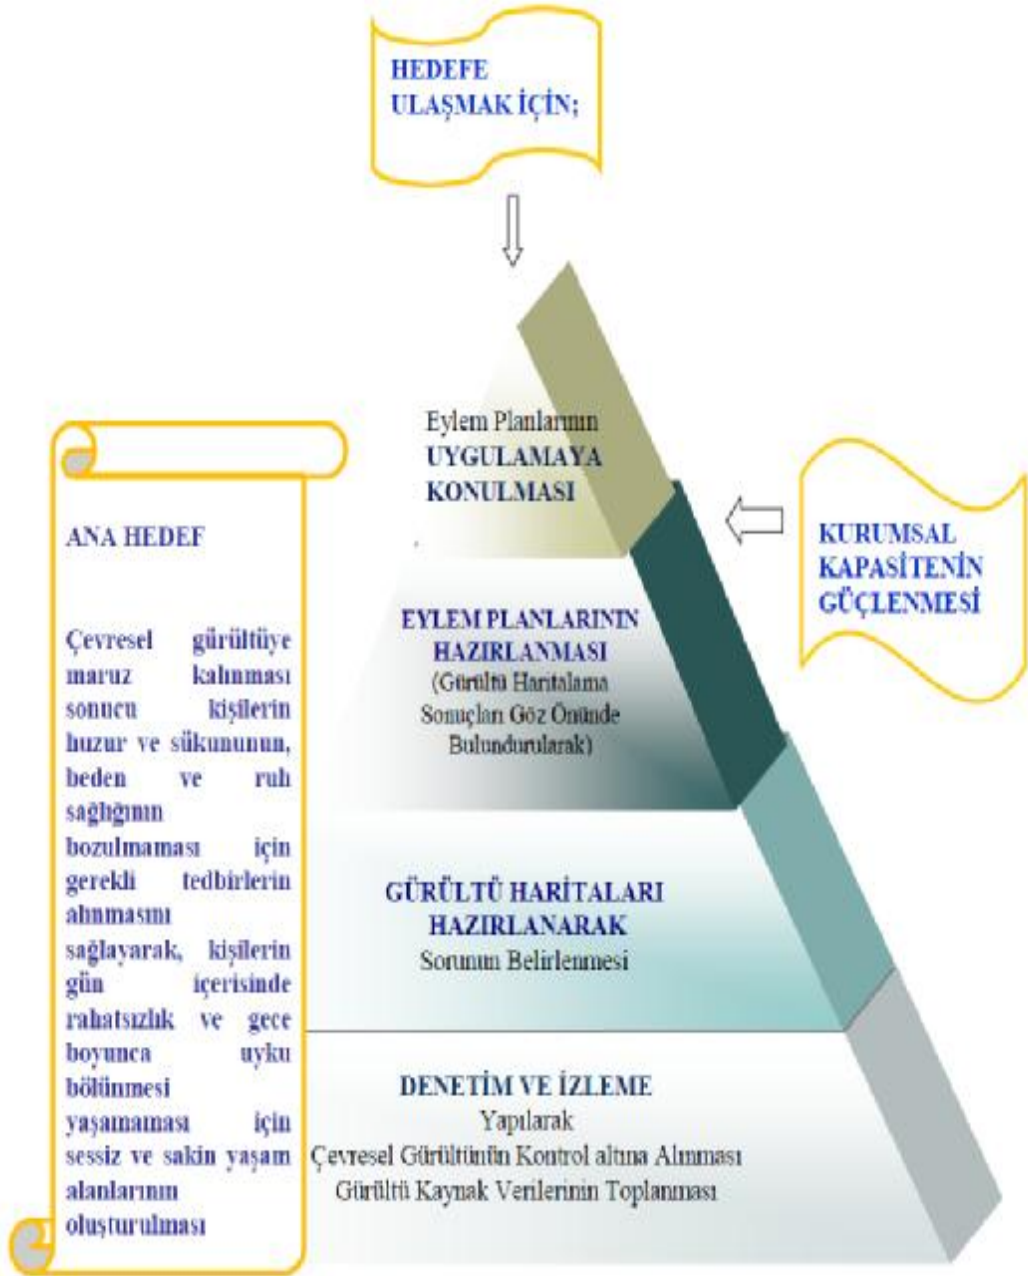 HEDEFE
ULAŞMAK İÇİN;
Eylem Planlarının
UYGULAMAYA
KONULMASI
EYLEM PLANLARININ
HAZIRLANMASI
(Gürültü Haritalama
Sonuçları Göz Önünde
Bulundurularak)
GÜRÜLTÜ HARİTALARI
HAZIRLANARAK
Sorunun Belirlenmesi
DENETİM VE İZLEME
Yapılarak
Çevresel Gürültünün Kontrol altına Alınması
Gürültü Kaynak Verilerinin Toplanması
KURUMSAL
KAPASİTENİN
GÜÇLENMESİ
ANA HEDEF
Çevresel gürültüye
maruz kalınması
sonucu kişilerin
huzur ve sükununun,
beden ve ruh
sağlığının
bozulmaması için
gerekli tedbirlerin
alınmasını
sağlayarak, kişilerin
gün içerisinde
rahatsızlık ve gece
boyunca uyku
bölünmesi
yaşamaması için
sessiz ve sakin yaşam
alanlarının
oluşturulması